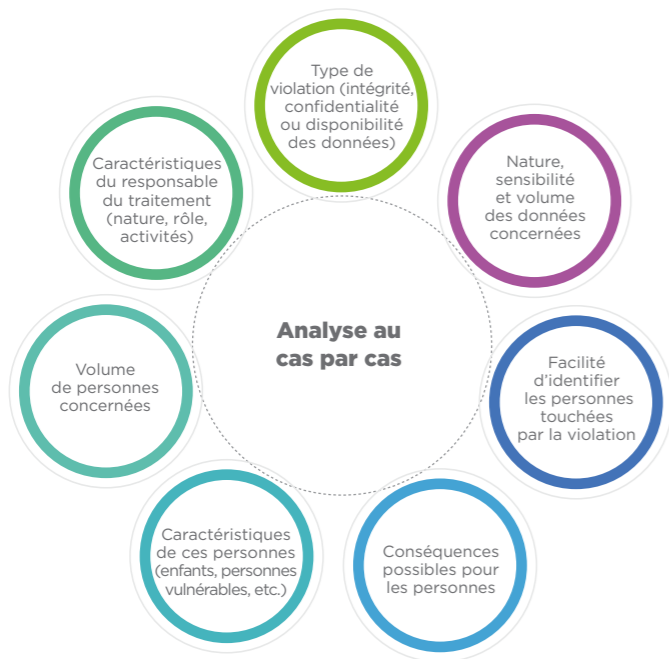 Type de
violation (intégrité,
confidentialité
ou disponibilité
des données)
Nature,
sensibilité
et volume
des données
concernées
Facilité
d’identifier
les personnes
touchées
par la violation
Conséquences
possibles pour
les personnes
Caractéristiques
de ces personnes
(enfants, personnes
vulnérables, etc.)
Volume
de personnes
concernées
Caractéristiques
du responsable
du traitement
(nature, rôle,
activités)
Analyse au
cas par cas